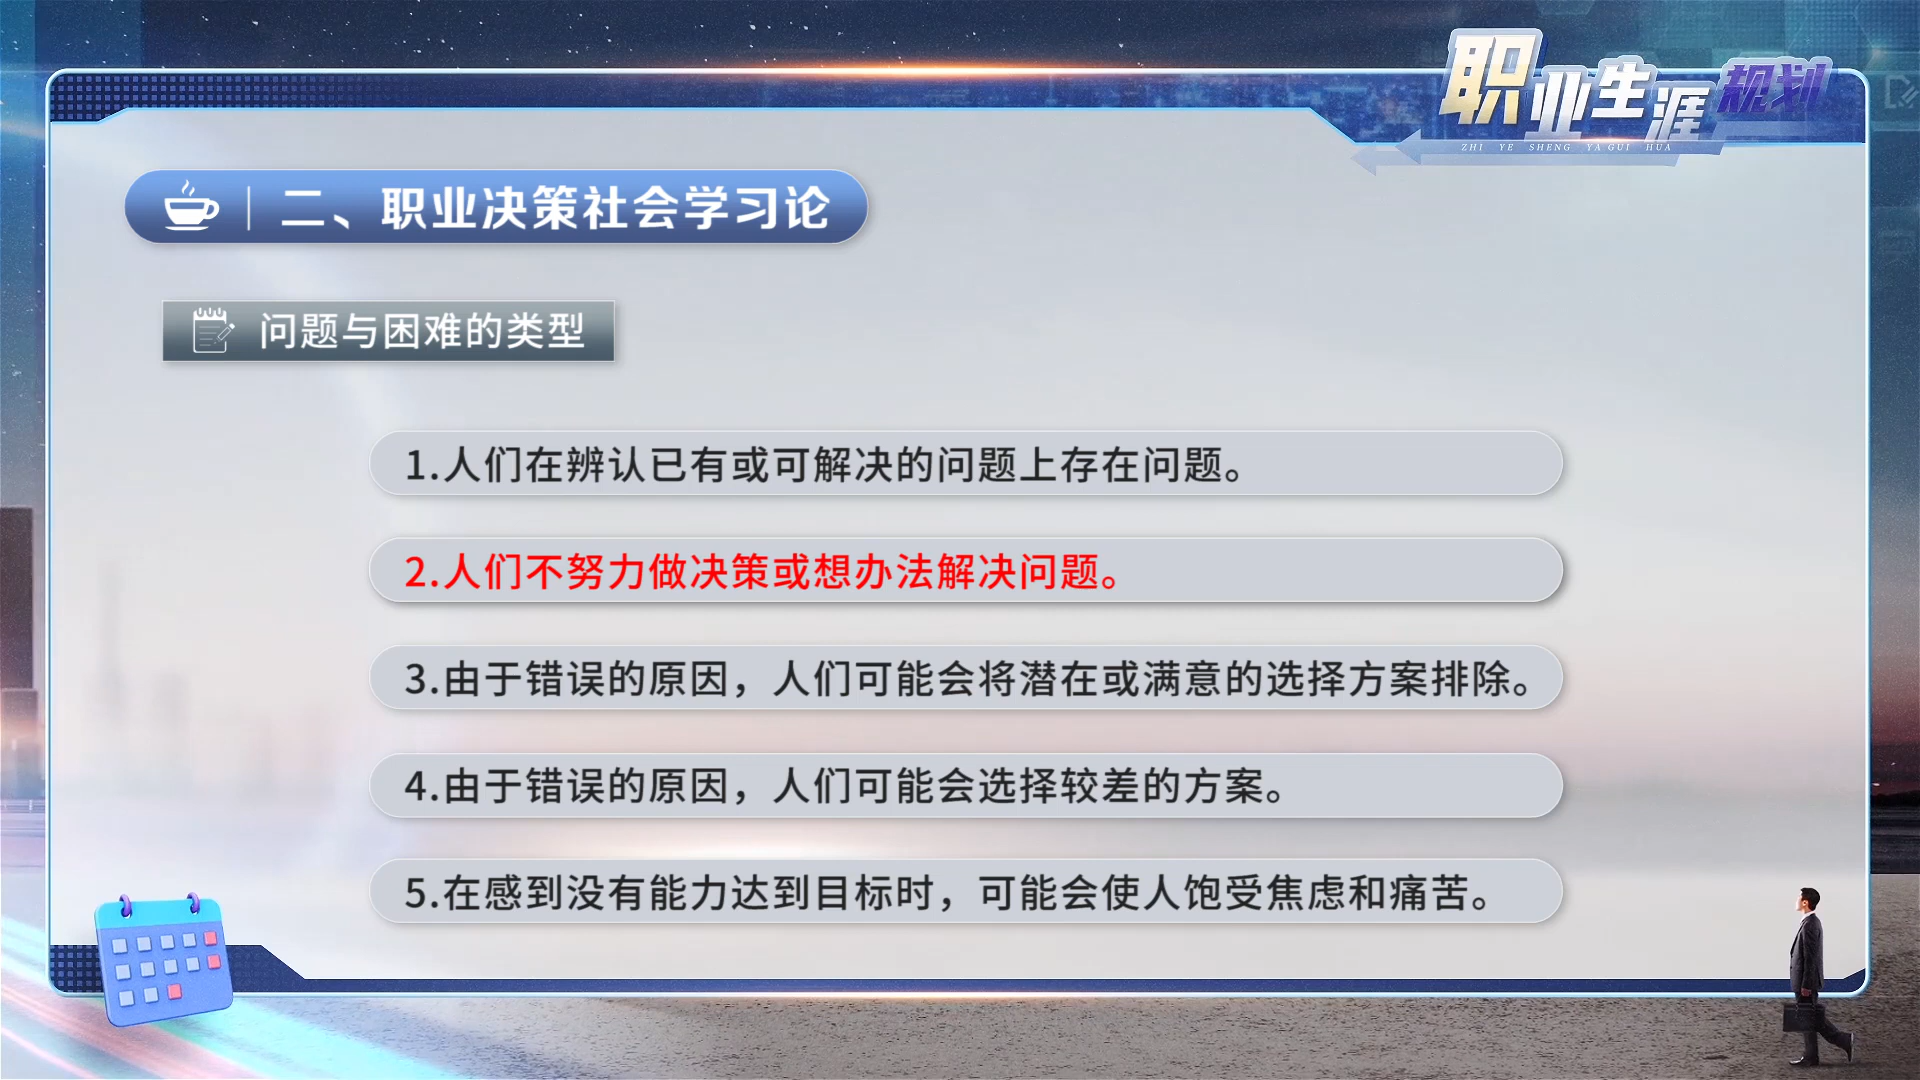 职业生涯规划
ZHI YE SHENG YA GUI HUA
二、职业决策社会学习论
问题与困难的类型
1.人们在辨认已有或可解决的问题上存在问题。
2.人们不努力做决策或想办法解决问题。
3.由于错误的原因，人们可能会将潜在或满意的选择方案排除。
4.由于错误的原因，人们可能会选择较差的方案。
5.在感到没有能力达到目标时，可能会使人饱受焦虑和痛苦。